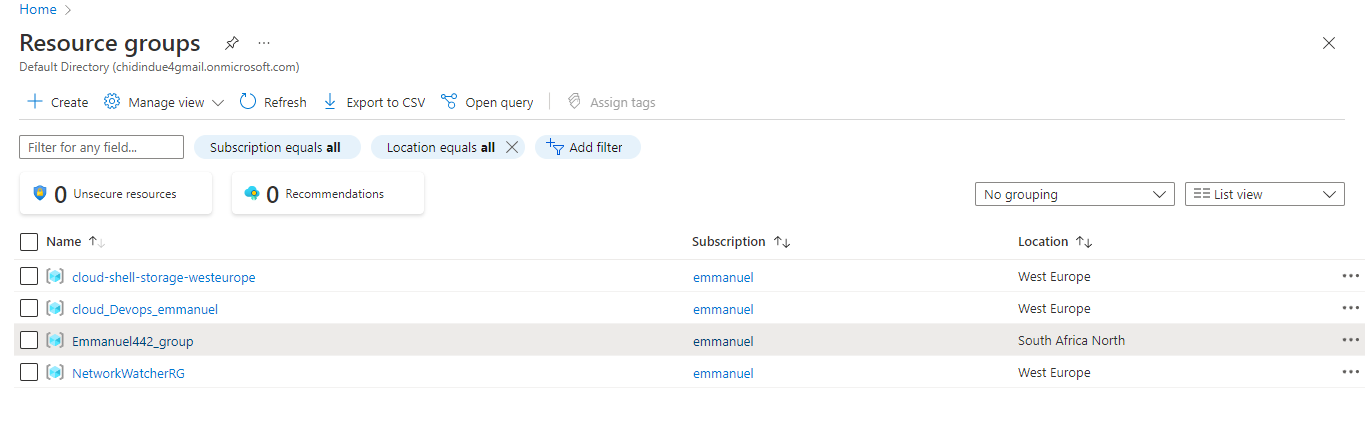 Home
Resource groups
Default Directory (chidindue4gmail.onmicrosoft.com)
Create Manage view Refresh Export to CSV Open query Assign tags
Filter for any field... Subscription equals all Location equals all Add filter
0 Unsecure resources 0 Recommendations No grouping List view
Name Subscription Location
cloud-shell-storage-westeurope emmanuel West Europe
cloud_Devops_emmanuel emmanuel West Europe
Emmanuel442_group emmanuel South Africa North
NetworkWatcherRG emmanuel West Europe